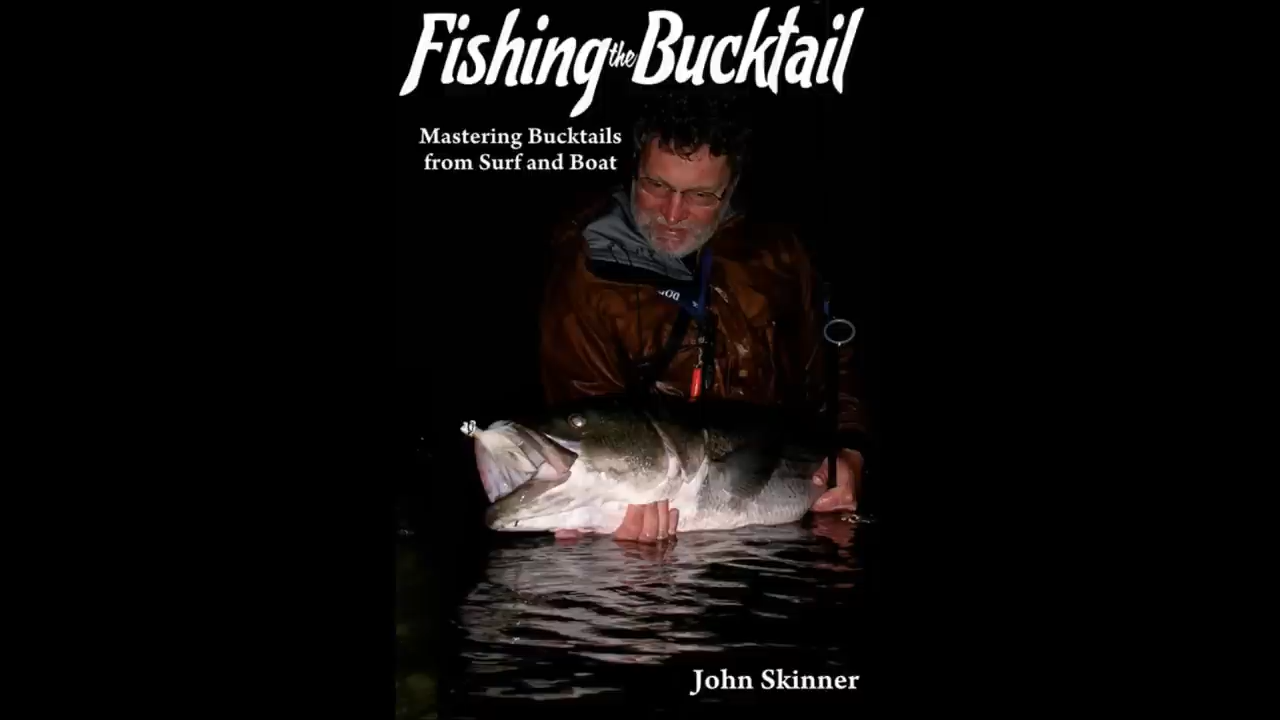 Fishing the Bucktail
Mastering Bucktails
from Surf and Boat
John Skinner